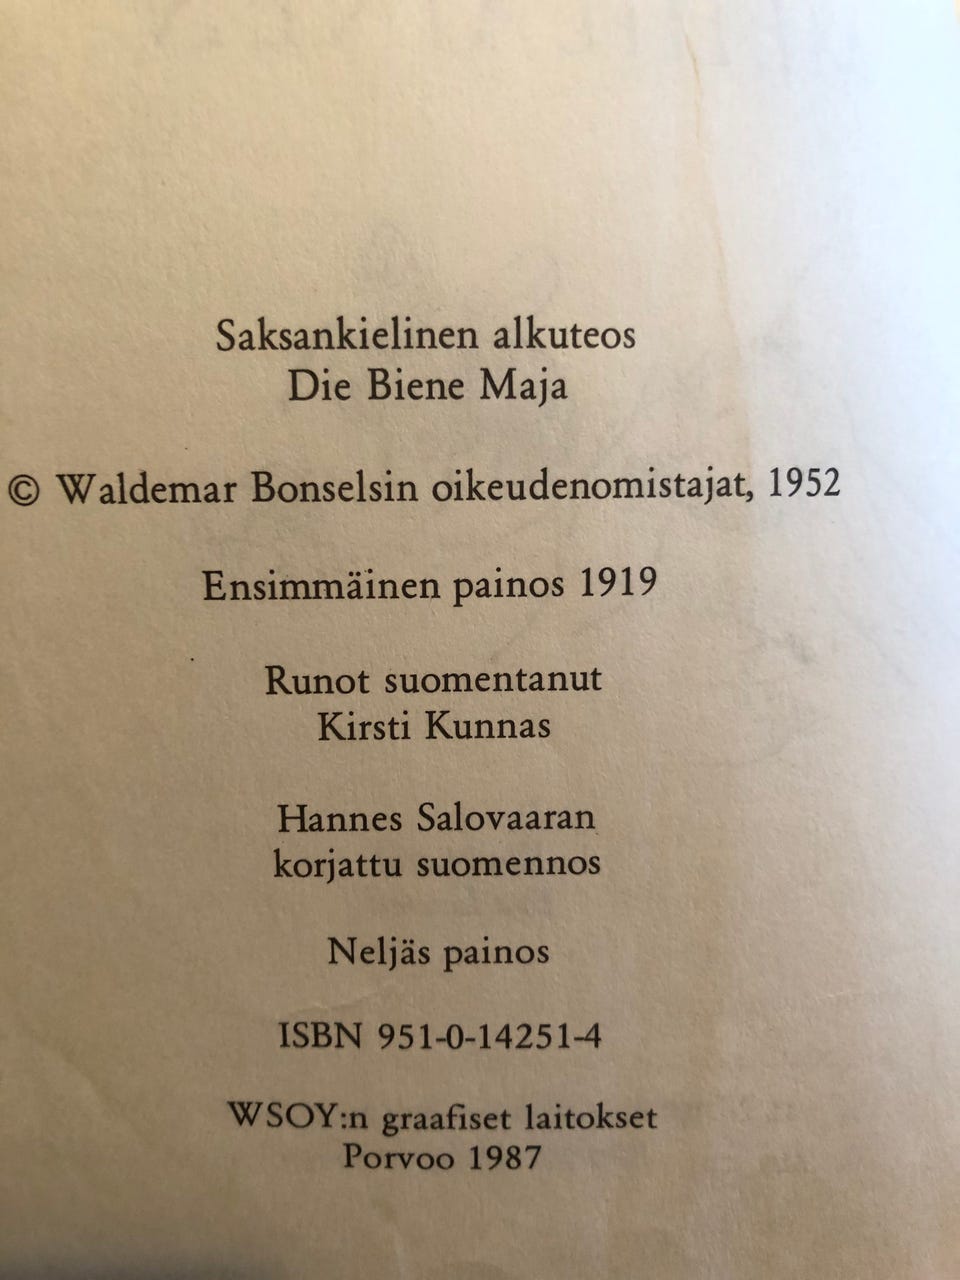 Saksankielinen alkuteos
Die Biene Maja
© Waldemar Bonselsin oikeudenomistajat, 1952
Ensimmäinen painos 1919
Runot suomentanut
Kirsti Kunnas
Hannes Salovaaran
korjattu suomennos
Neljäs painos
ISBN 951-0-14251-4
WSOY:n graafiset laitokset
Porvoo 1987